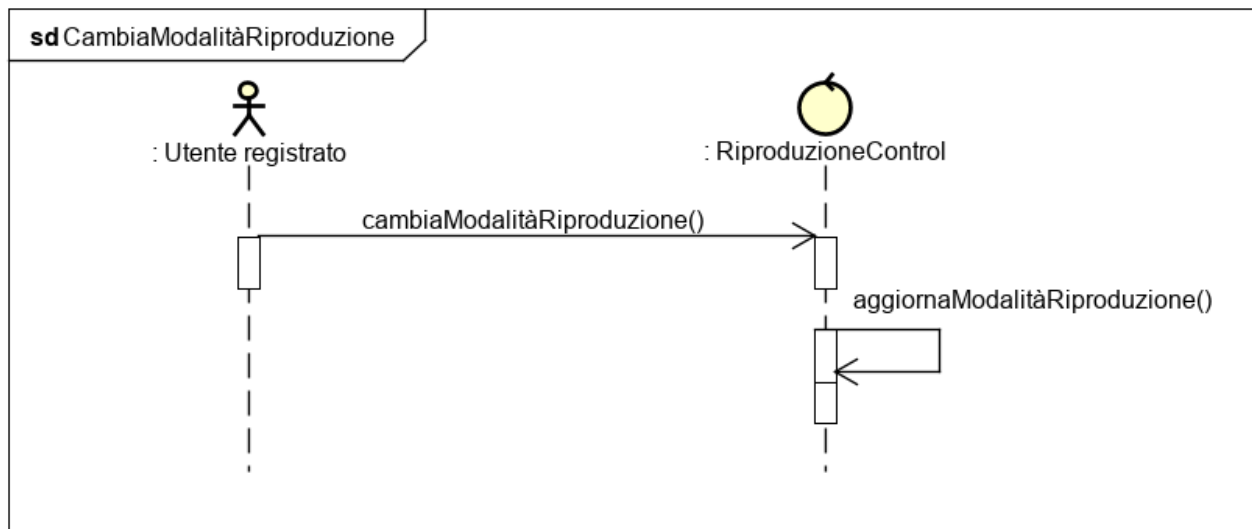 sd CambiaModalitàRiproduzione
: Utente registrato
: RiproduzioneControl
cambiaModalitàRiproduzione()
aggiornaModalitàRiproduzione()